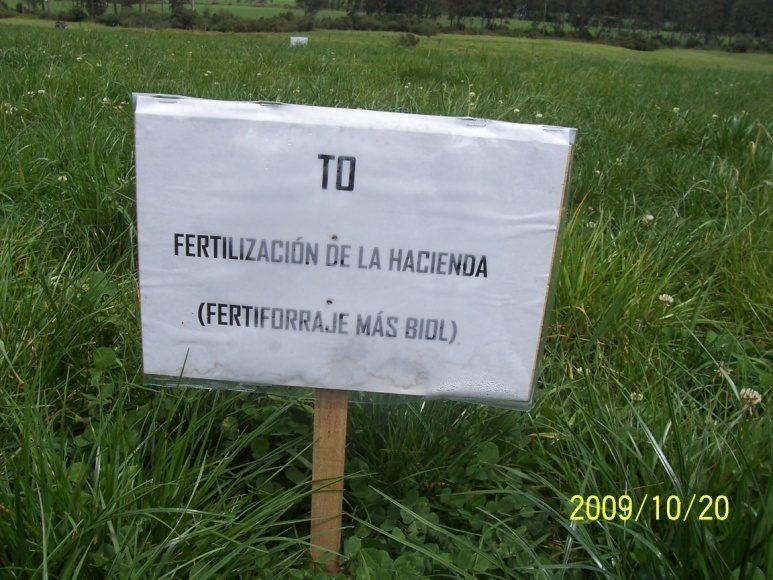 TO
FERTILIZACIÓN DE LA HACIENDA
(FERTIFORRAJE MÁS BIOL)
2009/10/20